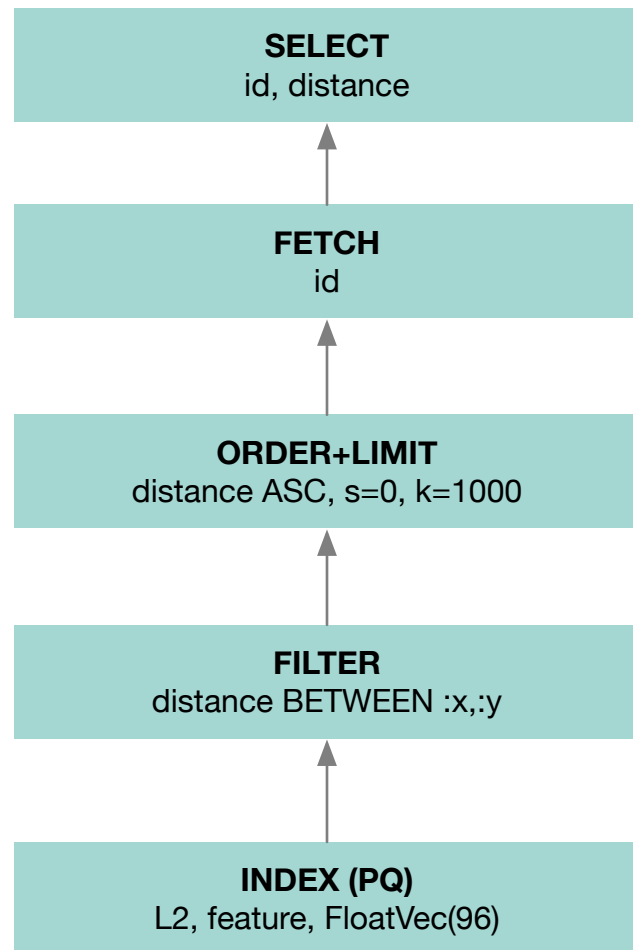 SELECT
id, distance
FETCH
id
ORDER+LIMIT
distance ASC, s=0, k=1000
FILTER
distance BETWEEN :x,:y
INDEX (PQ)
L2, feature, FloatVec(96)